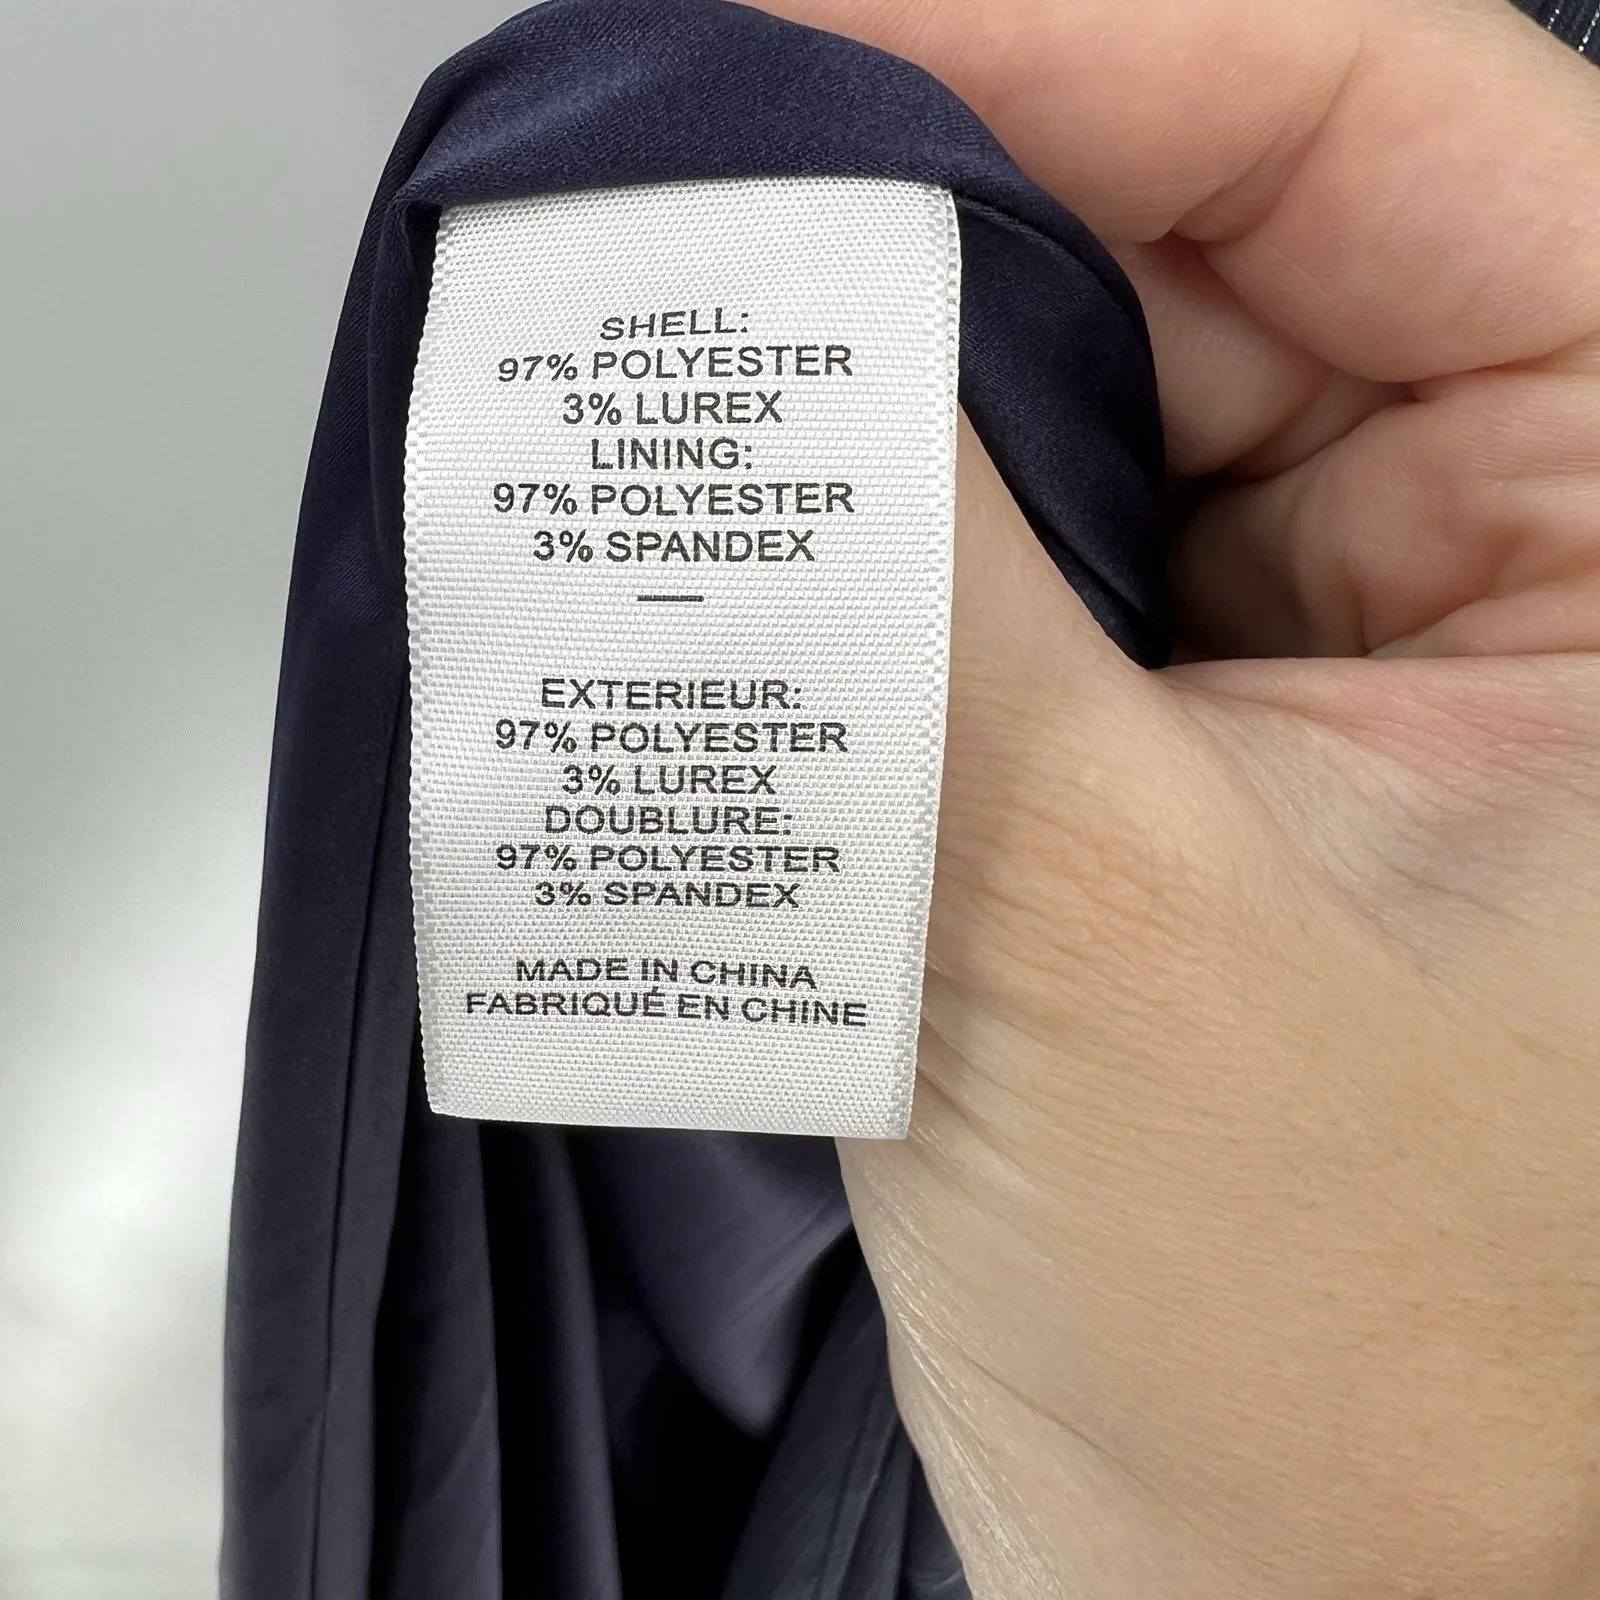 SHELL:
97% POLYESTER
3% LUREX
LINING:
97% POLYESTER
3% SPANDEX
—
EXTERIEUR:
97% POLYESTER
3% LUREX
DOUBLURE:
97% POLYESTER
3% SPANDEX
MADE IN CHINA
FABRIQUÉ EN CHINE